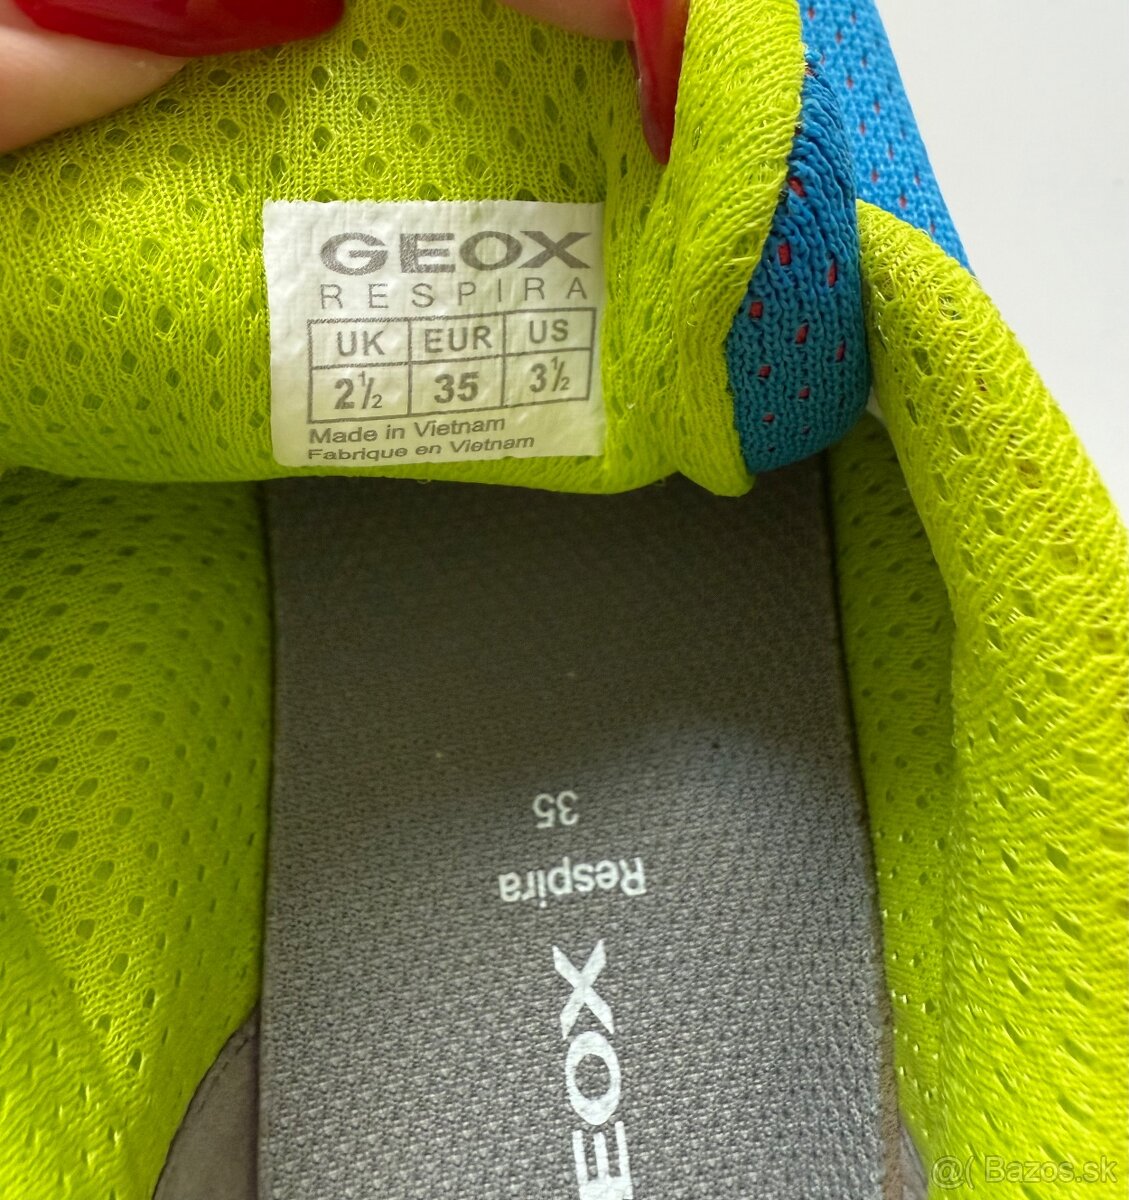 GEOX
RESPIRA
UK EUR US
2½ 35 3½
Made in Vietnam
Fabrique en Vietnam
35
Respira
EOX
@( Bazos.sk